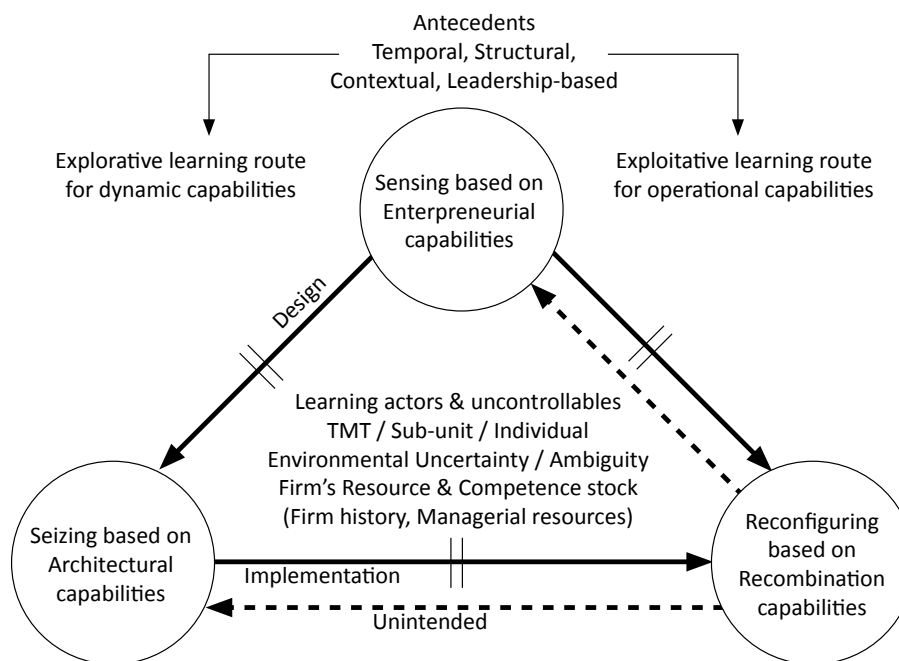 Antecedents
Temporal, Structural,
Contextual, Leadership-based
Explorative learning route
for dynamic capabilities
Exploitative learning route
for operational capabilities
Sensing based on
Enterpreneurial
capabilities
Design
Learning actors & uncontrollables
TMT / Sub-unit / Individual
Environmental Uncertainty / Ambiguity
Firm's Resource & Competence stock
(Firm history, Managerial resources)
Seizing based on
Architectural
capabilities
Implementation
Unintended
Reconfiguring
based on
Recombination
capabilities